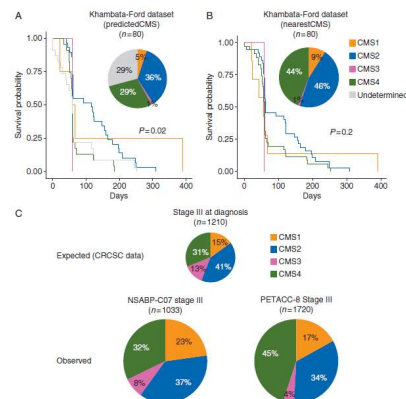 A
Khambata-Ford dataset
(predictedCMS)
(n=80)
Survival probability
1.00
0.75
0.50
0.25
0.00
0
100
200
300
400
Days
5%
36%
29%
29%
P=0.02
B
Khambata-Ford dataset
(nearestCMS)
(n=80)
Survival probability
1.00
0.75
0.50
0.25
0.00
0
100
200
300
400
Days
9%
46%
44%
P=0.2
CMS1
CMS2
CMS3
CMS4
Undetermined
C
Stage III at diagnosis
(n=1210)
Expected (CRCSC data)
15%
41%
13%
31%
CMS1
CMS2
CMS3
CMS4
NSABP-C07 stage III
(n=1033)
PETACC-8 Stage III
(n=1720)
Observed
23%
37%
8%
32%
17%
34%
4%
45%